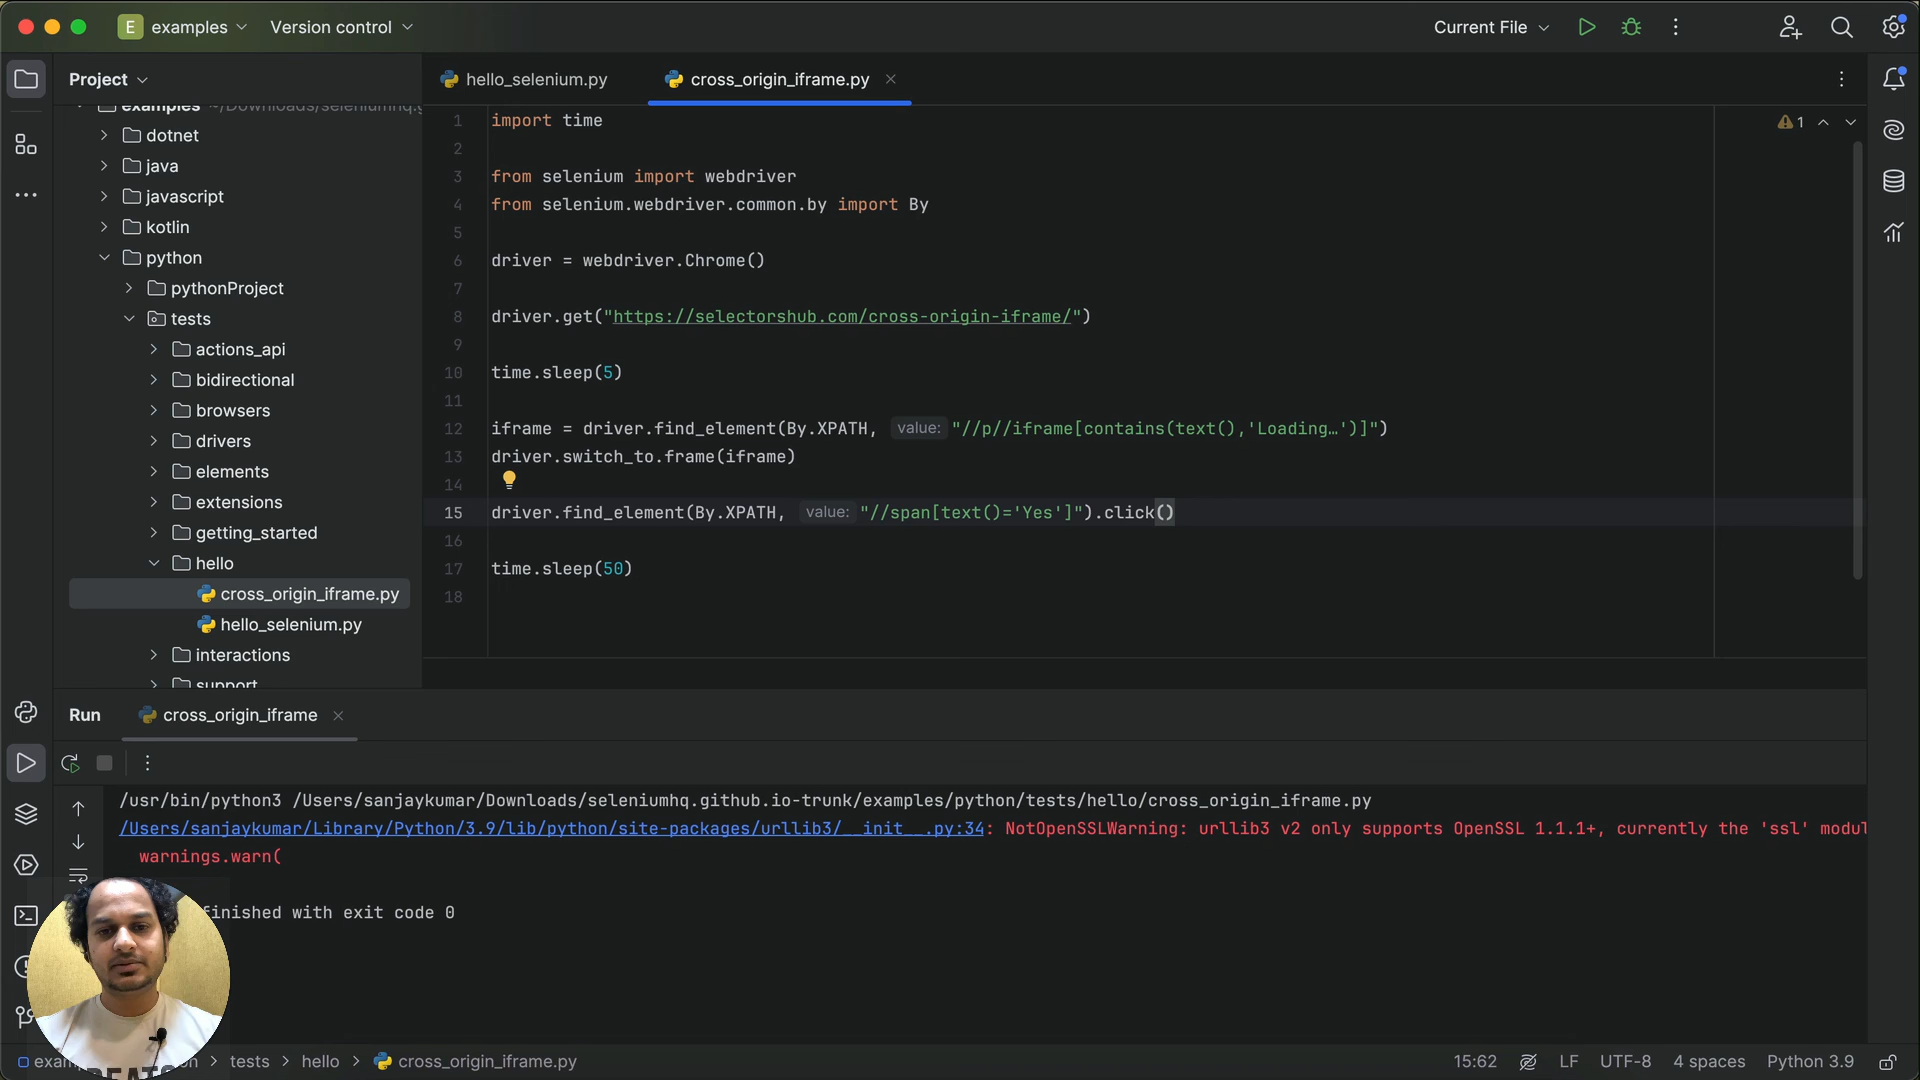 E examples Version control Current File
Project hello_selenium.py cross_origin_iframe.py
examples ~/Downloads/seleniumhq.g
dotnet
java
javascript
kotlin
python
pythonProject
tests
actions_api
bidirectional
browsers
drivers
elements
extensions
getting_started
hello
cross_origin_iframe.py
hello_selenium.py
interactions
support
1 import time
2
3 from selenium import webdriver
4 from selenium.webdriver.common.by import By
5
6 driver = webdriver.Chrome()
7
8 driver.get("https://selectorshub.com/cross-origin-iframe/")
9
10 time.sleep(5)
11
12 iframe = driver.find_element(By.XPATH, value: "//p//iframe[contains(text(),'Loading…')]")
13 driver.switch_to.frame(iframe)
14
15 driver.find_element(By.XPATH, value: "//span[text()='Yes']").click()
16
17 time.sleep(50)
18
1
Run cross_origin_iframe
/usr/bin/python3 /Users/sanjaykumar/Downloads/seleniumhq.github.io-trunk/examples/python/tests/hello/cross_origin_iframe.py
/Users/sanjaykumar/Library/Python/3.9/lib/python/site-packages/urllib3/__init__.py:34: NotOpenSSLWarning: urllib3 v2 only supports OpenSSL 1.1.1+, currently the 'ssl' modul
warnings.warn(
finished with exit code 0
exam n > tests > hello > cross_origin_iframe.py 15:62 LF UTF-8 4 spaces Python 3.9